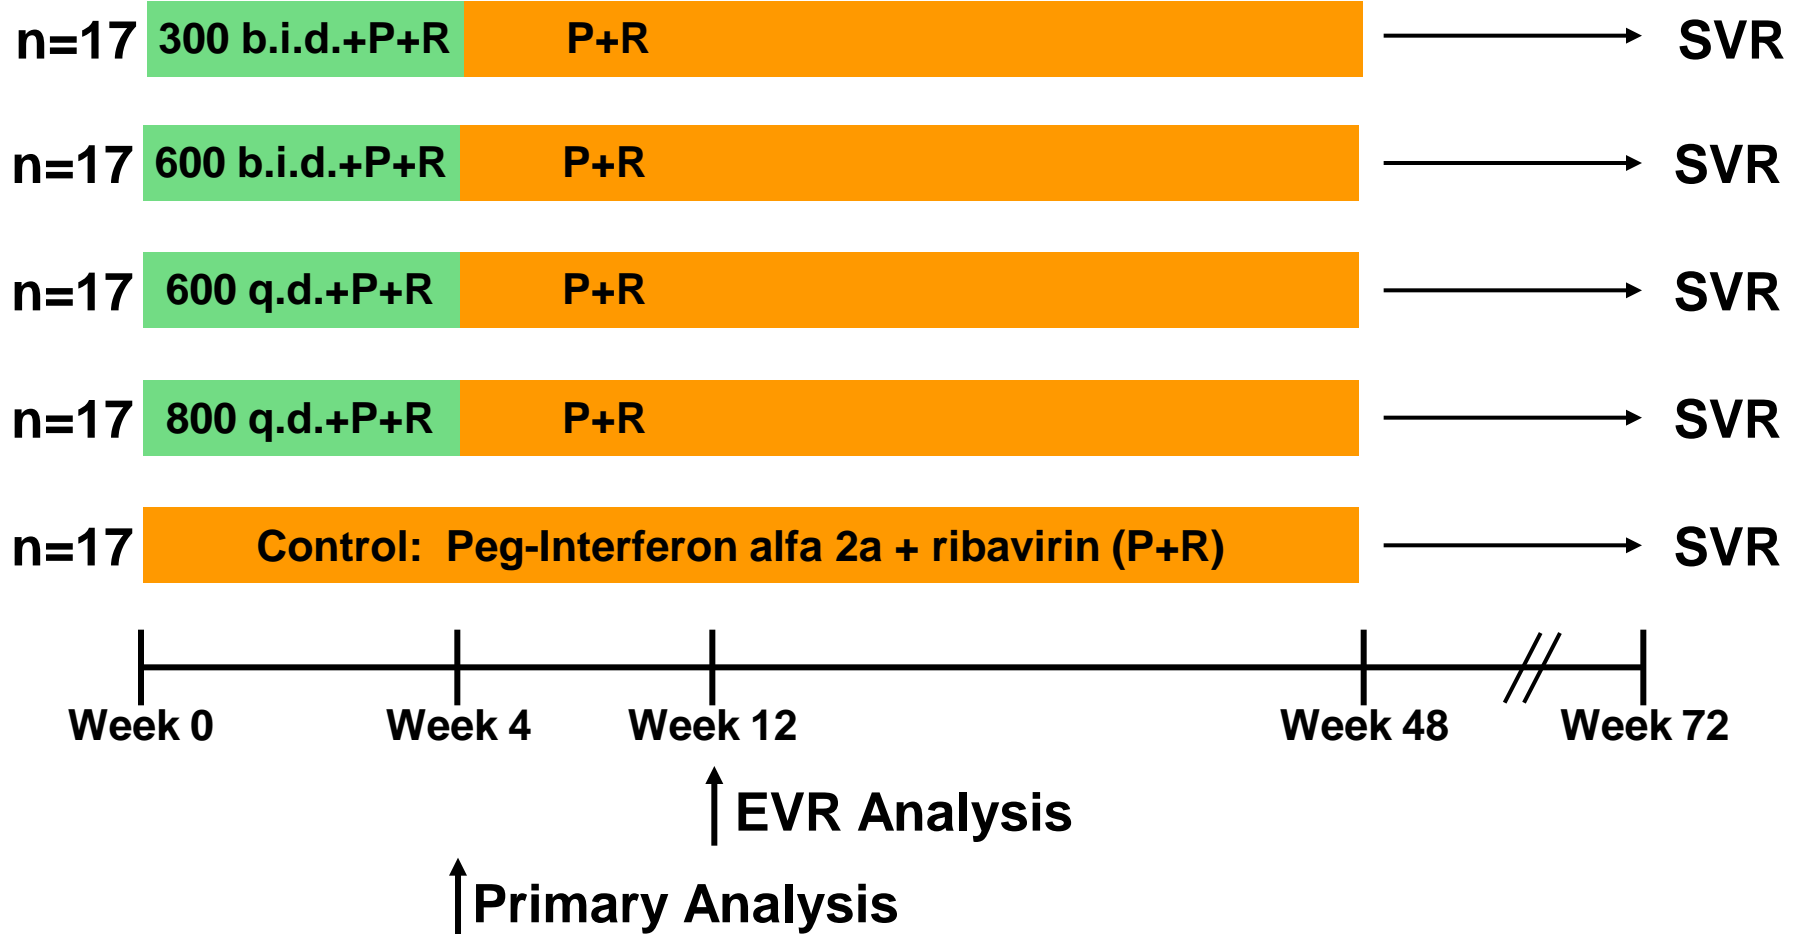 n=17 300 b.i.d.+P+R P+R SVR
n=17 600 b.i.d.+P+R P+R SVR
n=17 600 q.d.+P+R P+R SVR
n=17 800 q.d.+P+R P+R SVR
n=17 Control: Peg-Interferon alfa 2a + ribavirin (P+R) SVR
Week 0 Week 4 Week 12 Week 48 Week 72
EVR Analysis
Primary Analysis